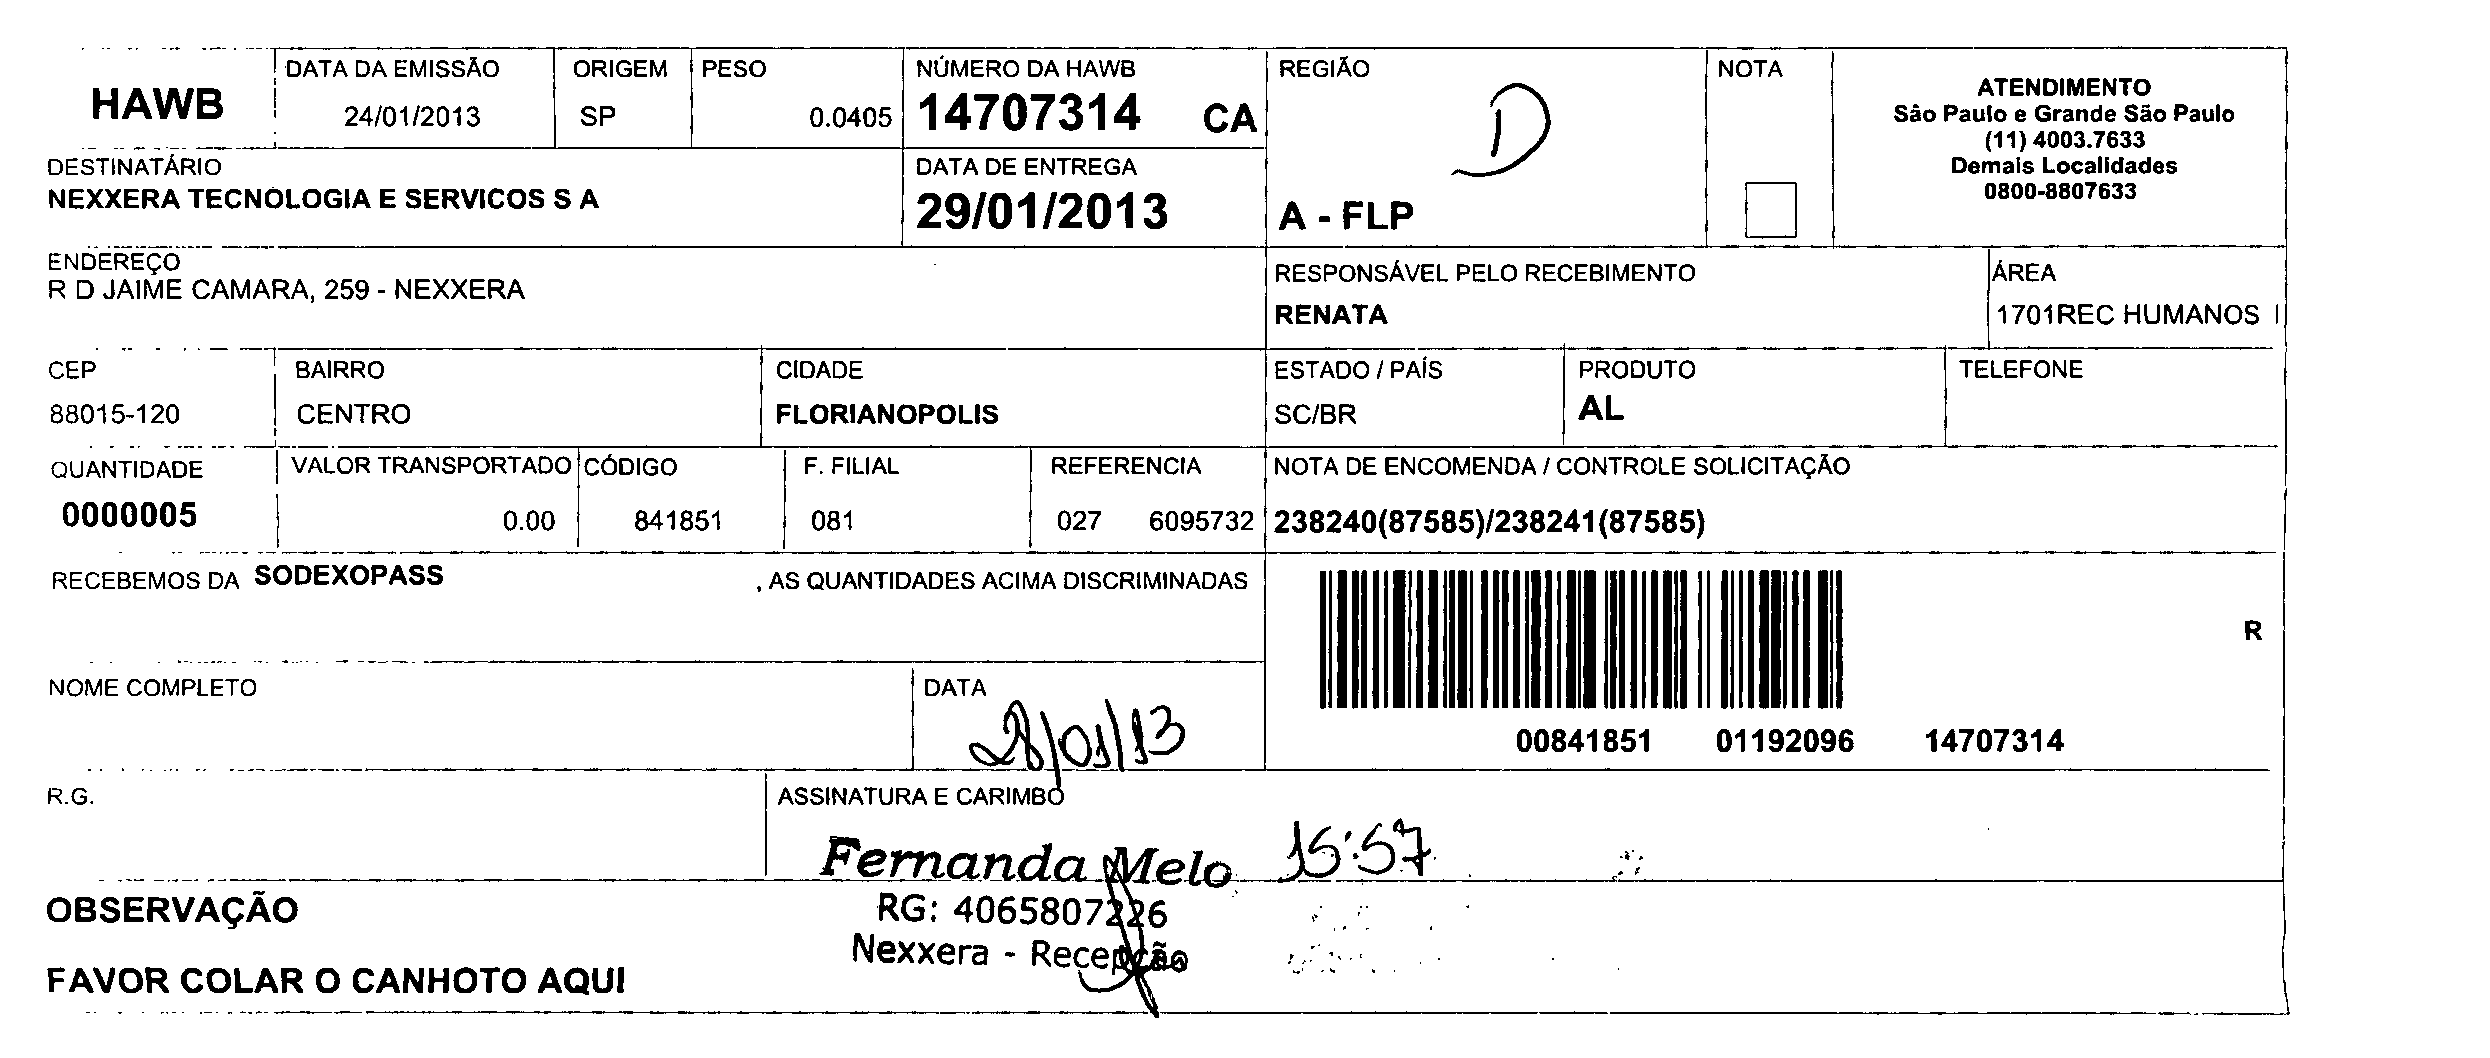 HAWB
DATA DA EMISSÃO
24/01/2013
ORIGEM
SP
PESO
0.0405
NÚMERO DA HAWB
14707314 CA
REGIÃO
D
A - FLP
NOTA
ATENDIMENTO
São Paulo e Grande São Paulo
(11) 4003.7633
Demais Localidades
0800-8807633
DESTINATÁRIO
NEXXERA TECNOLOGIA E SERVICOS S A
DATA DE ENTREGA
29/01/2013
ENDEREÇO
R D JAIME CAMARA, 259 - NEXXERA
RESPONSÁVEL PELO RECEBIMENTO
RENATA
ÁREA
1701REC HUMANOS I
CEP
88015-120
BAIRRO
CENTRO
CIDADE
FLORIANOPOLIS
ESTADO / PAÍS
SC/BR
PRODUTO
AL
TELEFONE
QUANTIDADE
0000005
VALOR TRANSPORTADO
0.00
CÓDIGO
841851
F. FILIAL
081
REFERENCIA
027 6095732
NOTA DE ENCOMENDA / CONTROLE SOLICITAÇÃO
238240(87585)/238241(87585)
RECEBEMOS DA SODEXOPASS , AS QUANTIDADES ACIMA DISCRIMINADAS
R
00841851 01192096 14707314
NOME COMPLETO
DATA
28/01/13
R.G.
ASSINATURA E CARIMBO
Fernanda Melo 15:57
RG: 4065807226
Nexxera - Recepção
OBSERVAÇÃO
FAVOR COLAR O CANHOTO AQUI